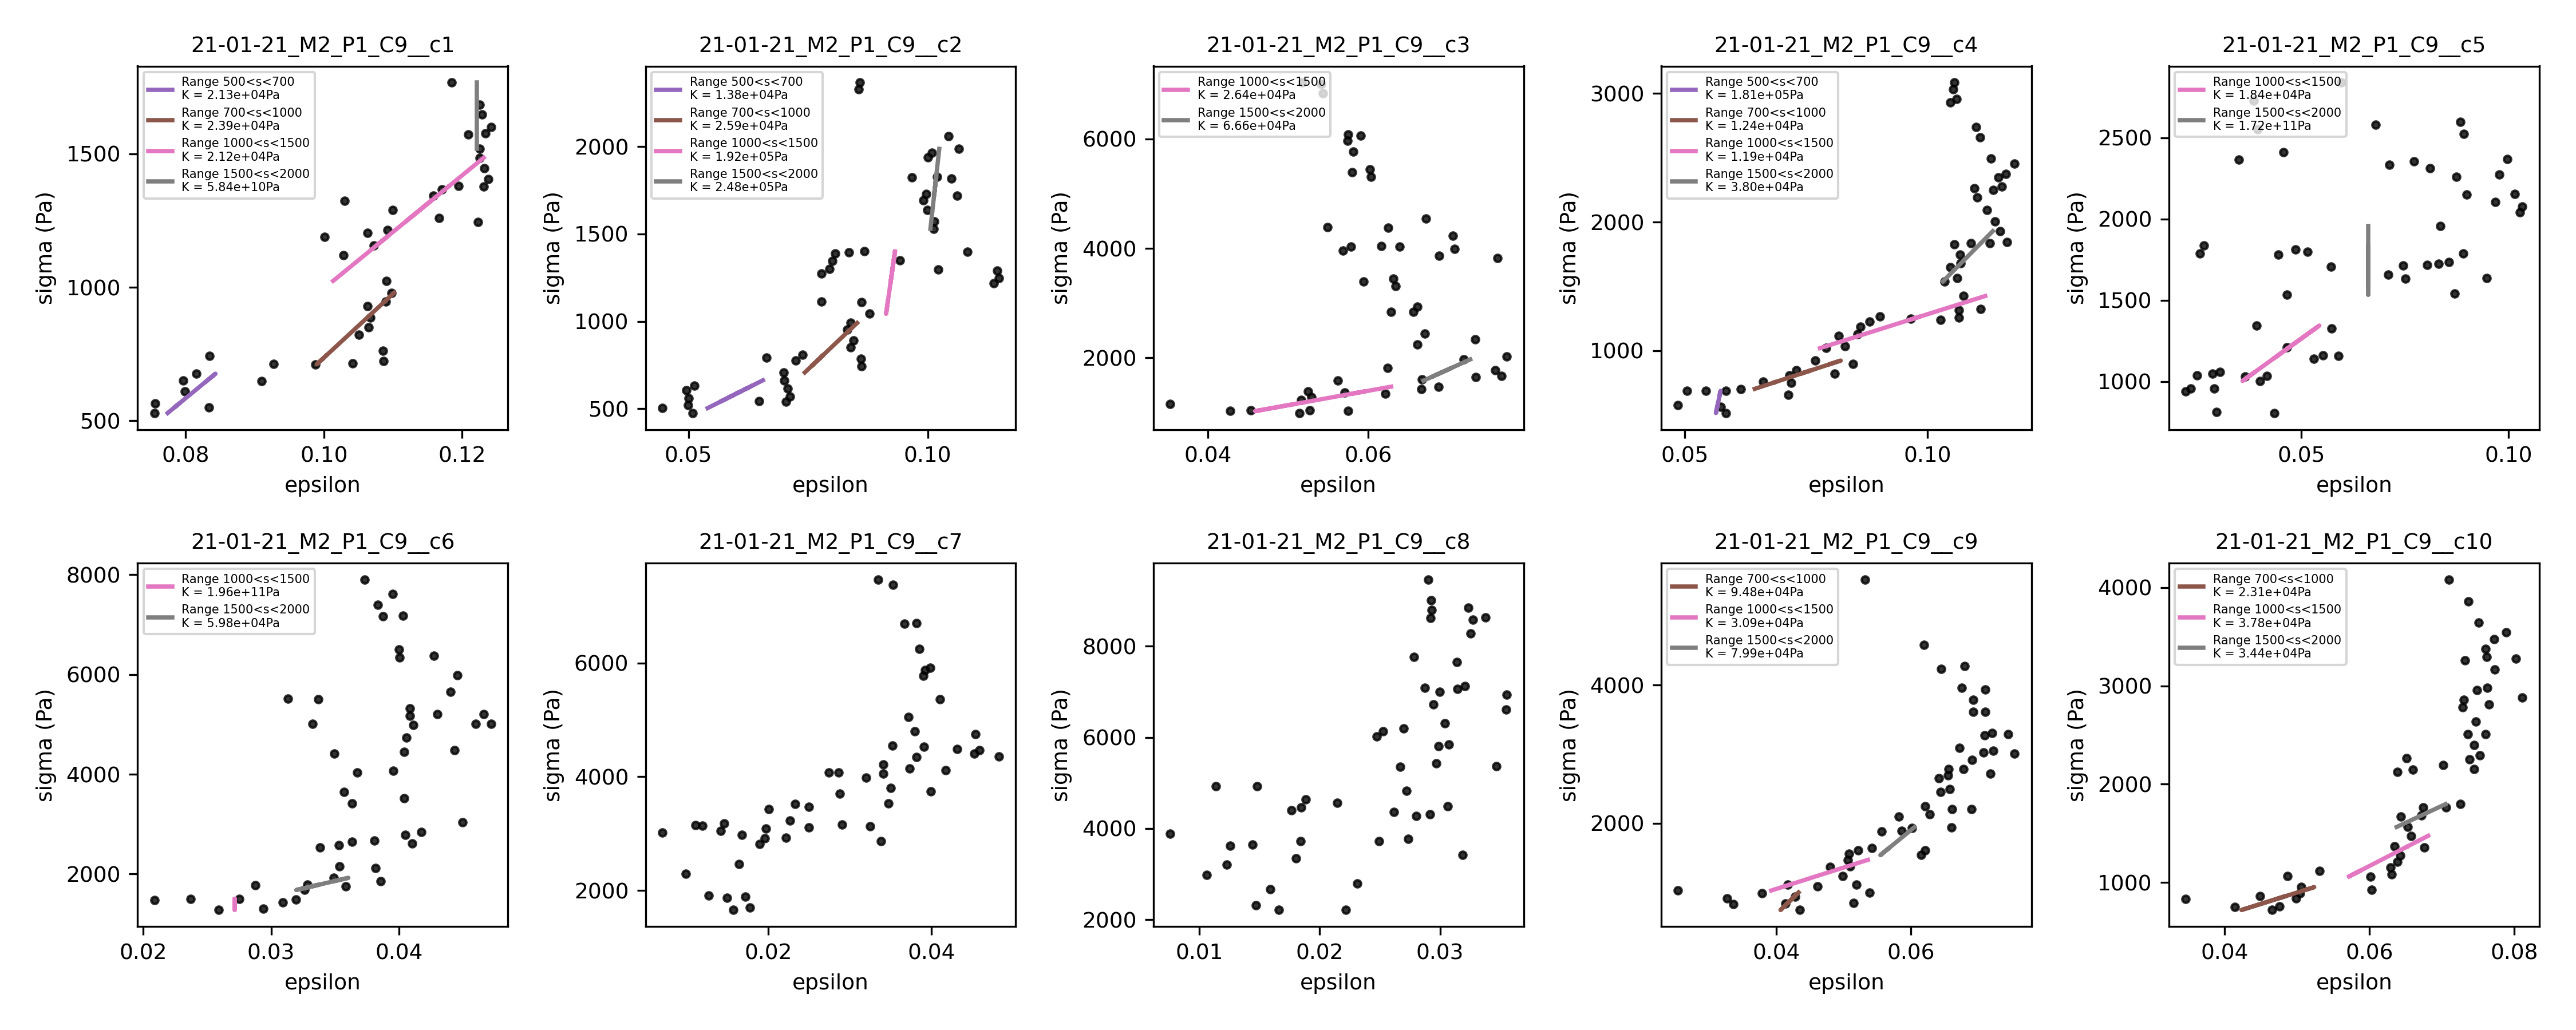 21-01-21_M2_P1_C9__c1
Range 500<s<700
K = 2.13e+04Pa
Range 700<s<1000
K = 2.39e+04Pa
Range 1000<s<1500
K = 2.12e+04Pa
Range 1500<s<2000
K = 5.84e+10Pa
1500
1000
500
sigma (Pa)
0.08 0.10 0.12
epsilon
21-01-21_M2_P1_C9__c2
Range 500<s<700
K = 1.38e+04Pa
Range 700<s<1000
K = 2.59e+04Pa
Range 1000<s<1500
K = 1.92e+05Pa
Range 1500<s<2000
K = 2.48e+05Pa
2000
1500
1000
500
sigma (Pa)
0.05 0.10
epsilon
21-01-21_M2_P1_C9__c3
Range 1000<s<1500
K = 2.64e+04Pa
Range 1500<s<2000
K = 6.66e+04Pa
6000
4000
2000
sigma (Pa)
0.04 0.06
epsilon
21-01-21_M2_P1_C9__c4
Range 500<s<700
K = 1.81e+05Pa
Range 700<s<1000
K = 1.24e+04Pa
Range 1000<s<1500
K = 1.19e+04Pa
Range 1500<s<2000
K = 3.80e+04Pa
3000
2000
1000
sigma (Pa)
0.05 0.10
epsilon
21-01-21_M2_P1_C9__c5
Range 1000<s<1500
K = 1.84e+04Pa
Range 1500<s<2000
K = 1.72e+11Pa
2500
2000
1500
1000
sigma (Pa)
0.05 0.10
epsilon
21-01-21_M2_P1_C9__c6
Range 1000<s<1500
K = 1.96e+11Pa
Range 1500<s<2000
K = 5.98e+04Pa
8000
6000
4000
2000
sigma (Pa)
0.02 0.03 0.04
epsilon
21-01-21_M2_P1_C9__c7
6000
4000
2000
sigma (Pa)
0.02 0.04
epsilon
21-01-21_M2_P1_C9__c8
8000
6000
4000
2000
sigma (Pa)
0.01 0.02 0.03
epsilon
21-01-21_M2_P1_C9__c9
Range 700<s<1000
K = 9.48e+04Pa
Range 1000<s<1500
K = 3.09e+04Pa
Range 1500<s<2000
K = 7.99e+04Pa
4000
2000
sigma (Pa)
0.04 0.06
epsilon
21-01-21_M2_P1_C9__c10
Range 700<s<1000
K = 2.31e+04Pa
Range 1000<s<1500
K = 3.78e+04Pa
Range 1500<s<2000
K = 3.44e+04Pa
4000
3000
2000
1000
sigma (Pa)
0.04 0.06 0.08
epsilon